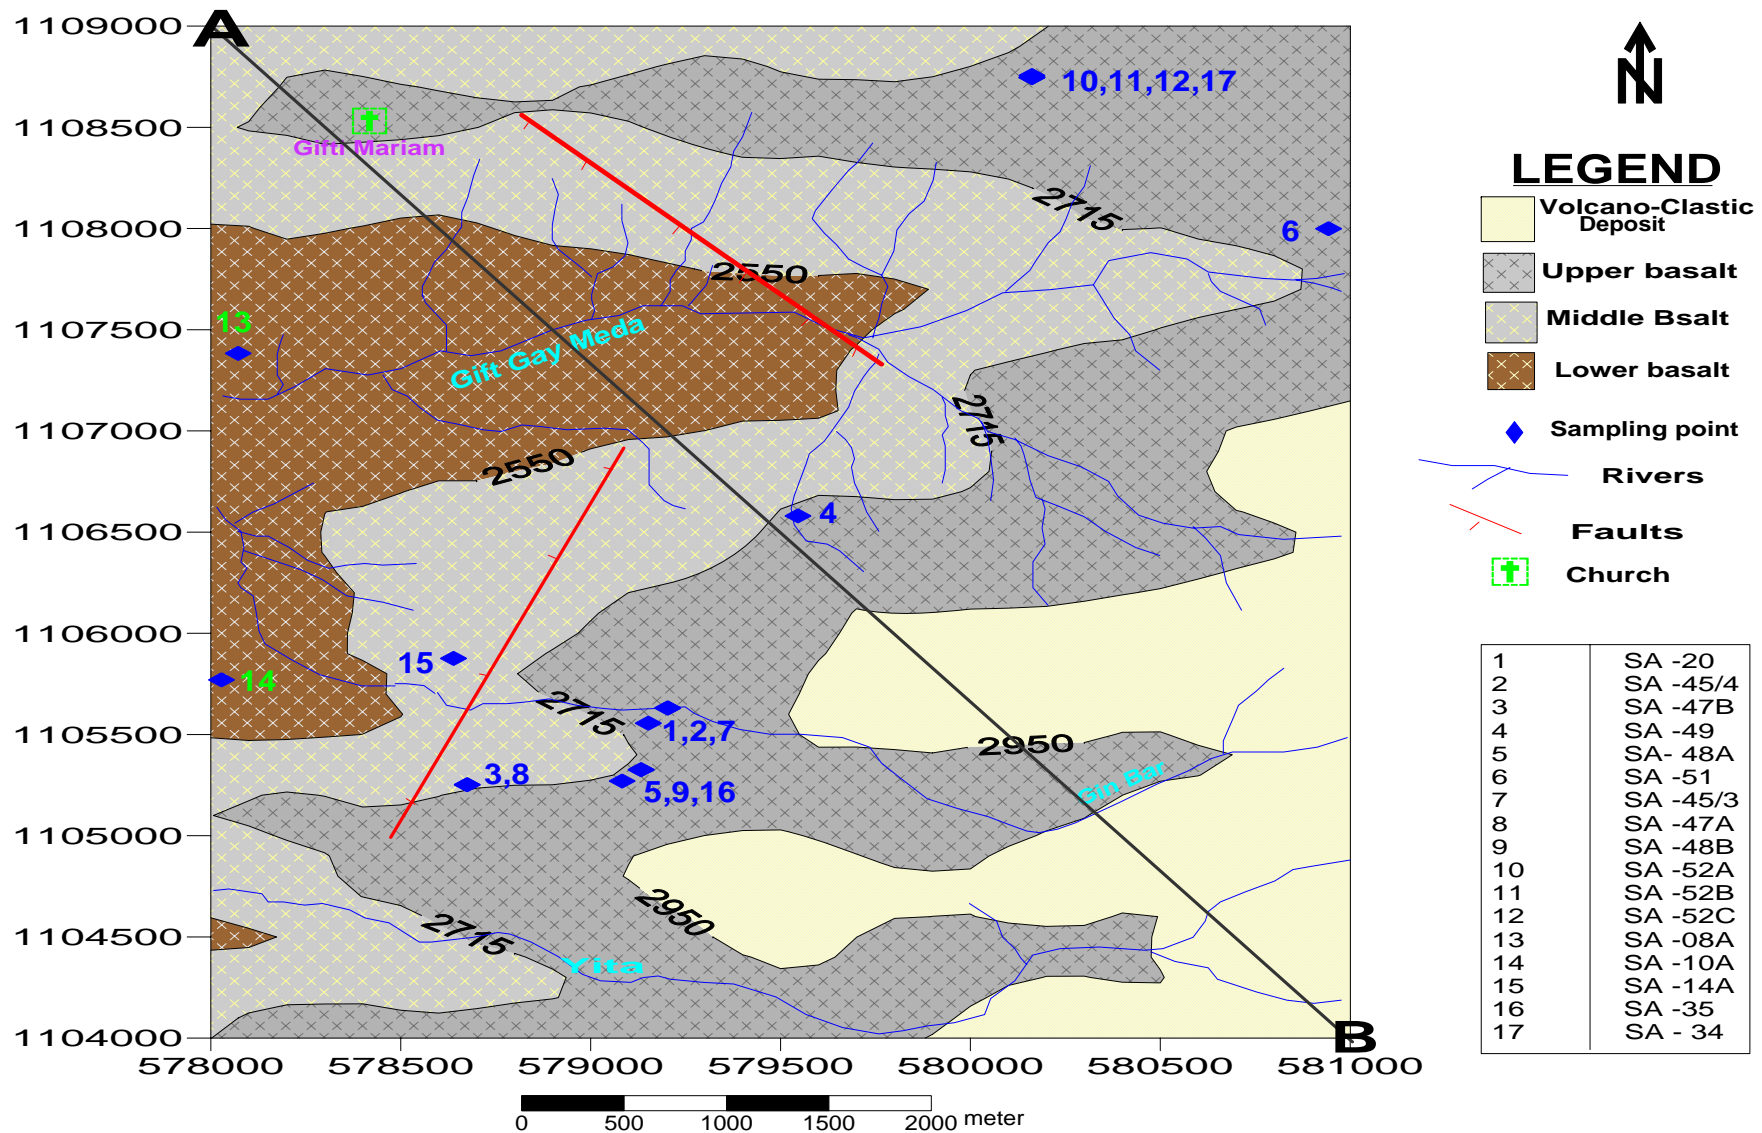 1109000
1108500
1108000
1107500
1107000
1106500
1106000
1105500
1105000
1104500
1104000
578000 578500 579000 579500 580000 580500 581000
A
B
10,11,12,17
Gifti Mariam
2715
6
2550
13
Gift Gay Meda
2715
2550
4
15
14
2715
1,2,7
2950
3,8
5,9,16
Gin Bar
2950
2715
Yita
0 500 1000 1500 2000 meter
N
LEGEND
Volcano-Clastic
Deposit
Upper basalt
Middle Bsalt
Lower basalt
Sampling point
Rivers
Faults
Church
1 SA -20
2 SA -45/4
3 SA -47B
4 SA -49
5 SA- 48A
6 SA -51
7 SA -45/3
8 SA -47A
9 SA -48B
10 SA -52A
11 SA -52B
12 SA -52C
13 SA -08A
14 SA -10A
15 SA -14A
16 SA -35
17 SA - 34